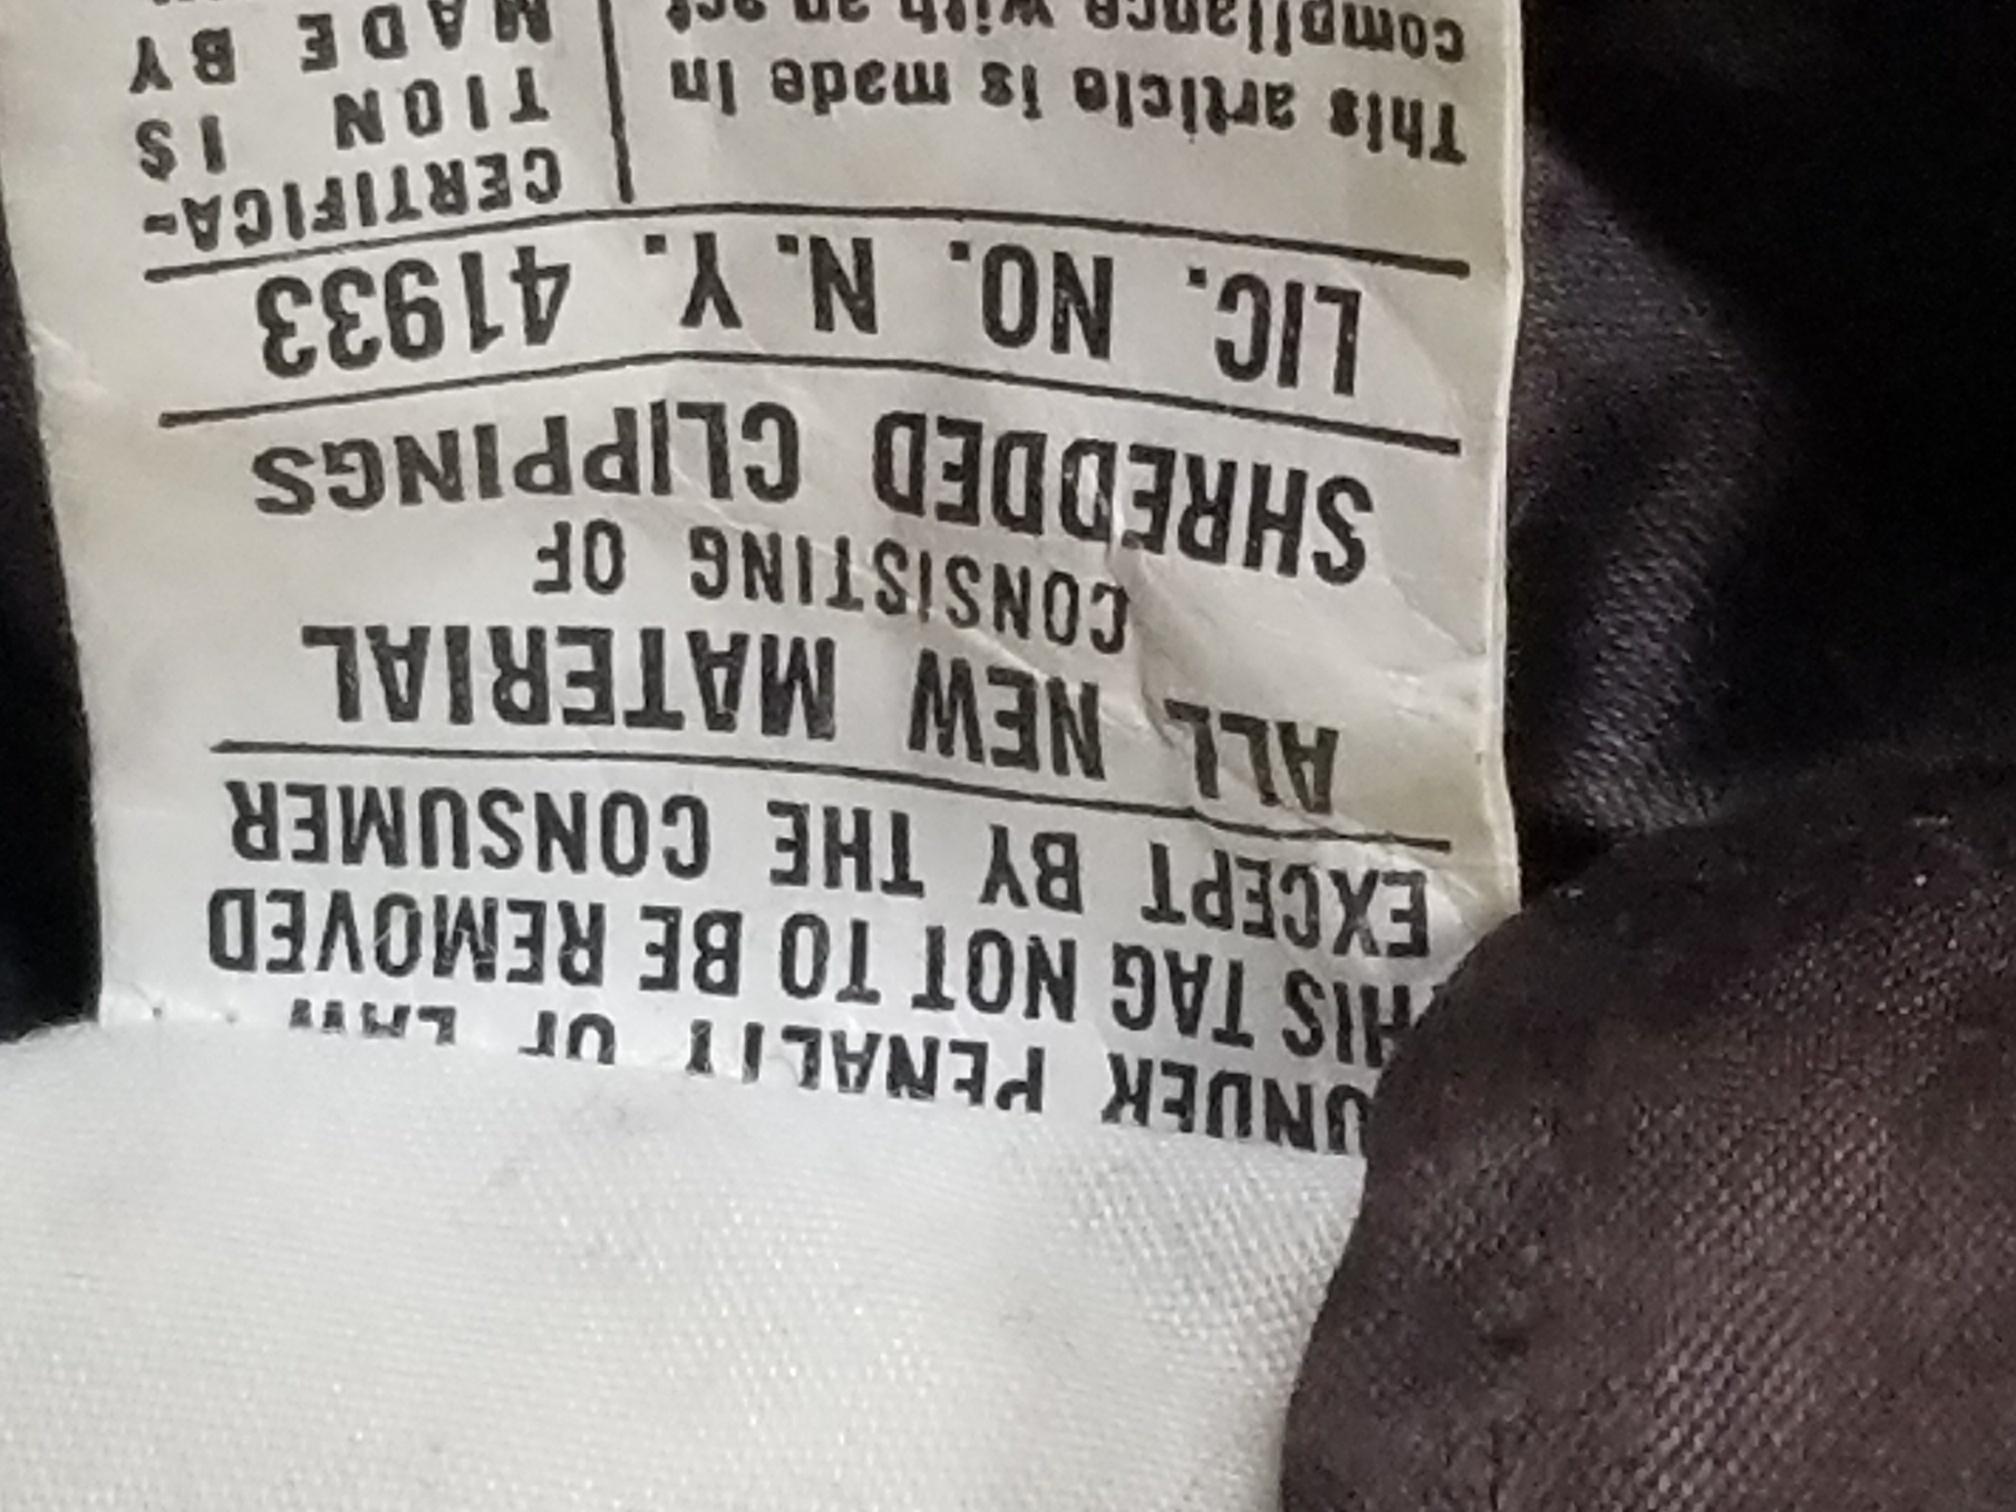 UNDER PENALTY OF LAW
THIS TAG NOT TO BE REMOVED
EXCEPT BY THE CONSUMER
ALL NEW MATERIAL
CONSISTING OF
SHREDDED CLIPPINGS
LIC. NO. N. Y. 41933
CERTIFICA-
TION IS
MADE BY
This article is made in
compliance with an act